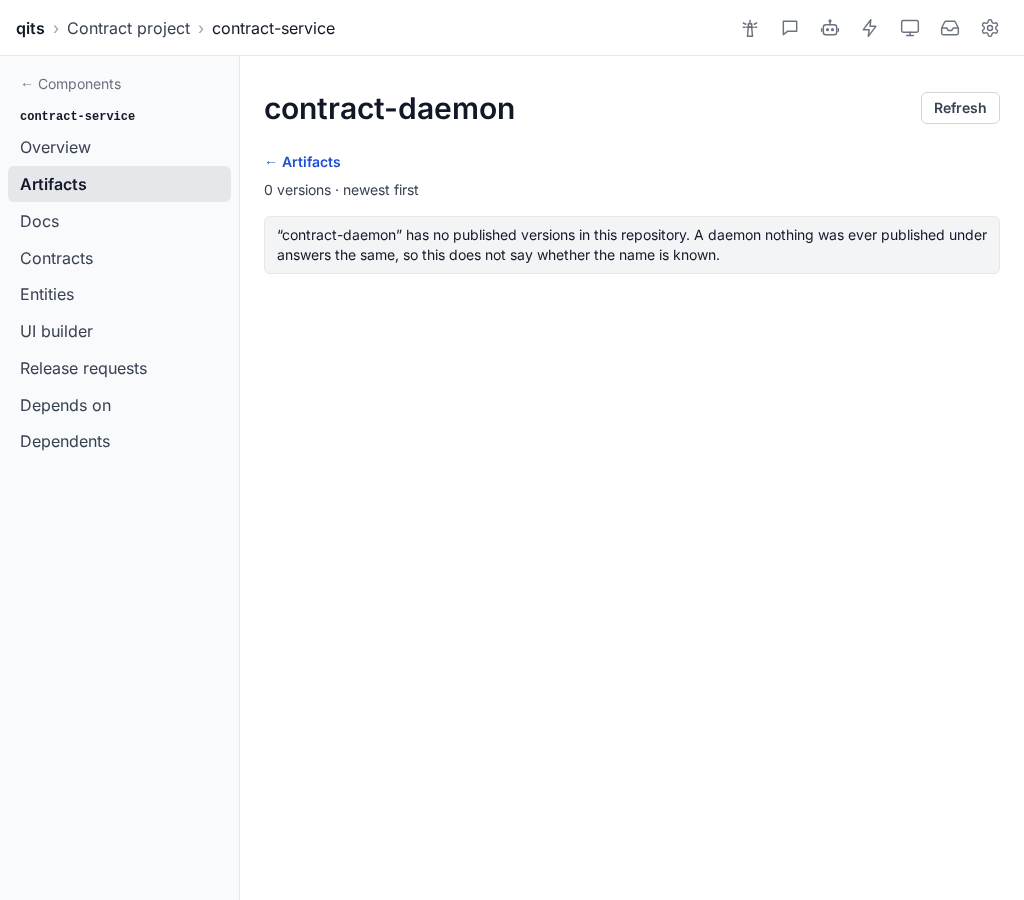 qits › Contract project › contract-service
← Components
contract-service
Overview
Artifacts
Docs
Contracts
Entities
UI builder
Release requests
Depends on
Dependents
contract-daemon
Refresh
← Artifacts
0 versions · newest first
“contract-daemon” has no published versions in this repository. A daemon nothing was ever published under
answers the same, so this does not say whether the name is known.